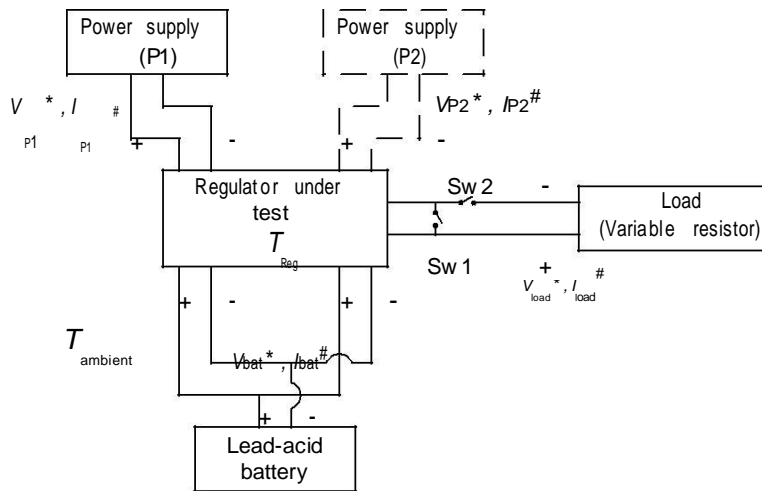 Power supply
(P1)
Power supply
(P2)
V * , I #
P1 P1
VP2* , IP2#
+ -
+ -
Regulator under
test
T
Reg
Sw 2
-
Load
(Variable resistor)
Sw 1
+
V * , I #
load load
+ - + -
T
ambient
Vbat* , Ibat#
+ -
Lead-acid
battery